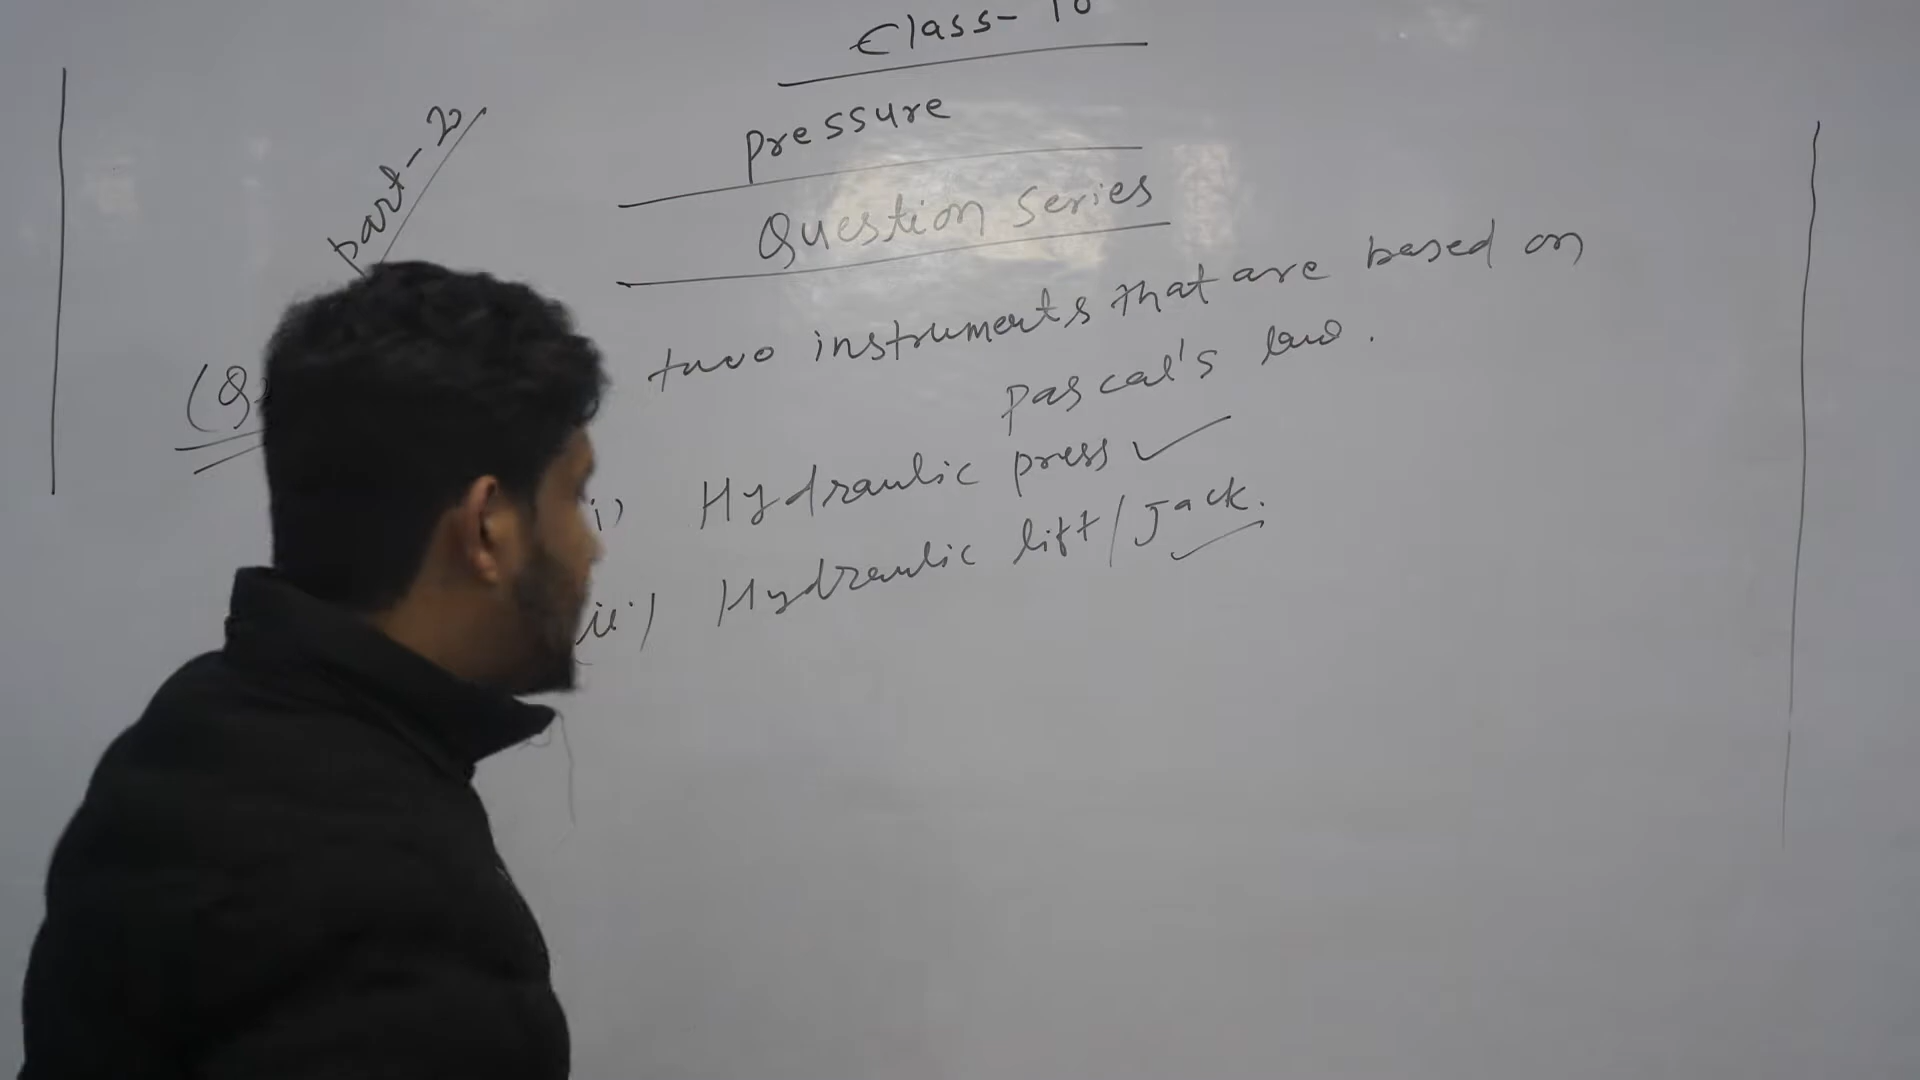 Class- 10
pressure
Question Series
part-2
(Q. two instruments that are based on
pascal's law.
i) Hydraulic press ✓
ii) Hydraulic lift/Jack.